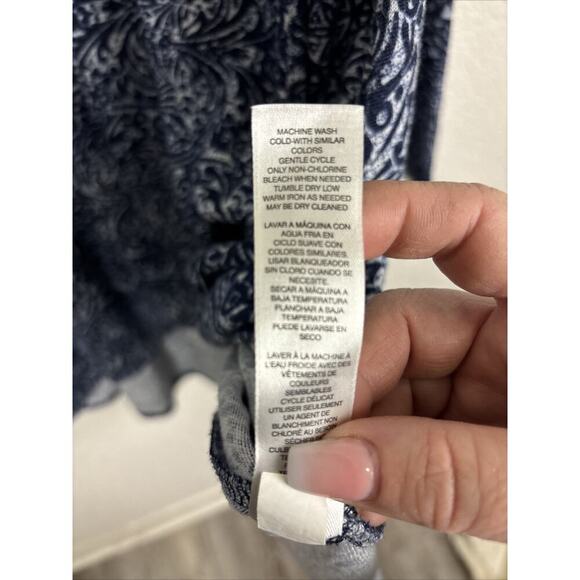 MACHINE WASH
COLD-WITH SIMILAR
COLORS
GENTLE CYCLE
ONLY NON-CHLORINE
BLEACH WHEN NEEDED
TUMBLE DRY LOW
WARM IRON AS NEEDED
MAY BE DRY CLEANED
LAVAR A MÁQUINA CON
AGUA FRIA EN
CICLO SUAVE CON
COLORES SIMILARES.
USAR BLANQUEADOR
SIN CLORO CUANDO SE
NECESITE.
SECAR A MÁQUINA A
BAJA TEMPERATURA
PLANCHAR A BAJA
TEMPERATURA
PUEDE LAVARSE EN
SECO
LAVER À LA MACHINE À
L'EAU FROIDE AVEC DES
VÊTEMENTS DE
COULEURS
SEMBLABLES
CYCLE DÉLICAT
UTILISER SEULEMENT
UN AGENT DE
BLANCHIMENT NON
CHLORÉ AU BESOIN
SÉCHER